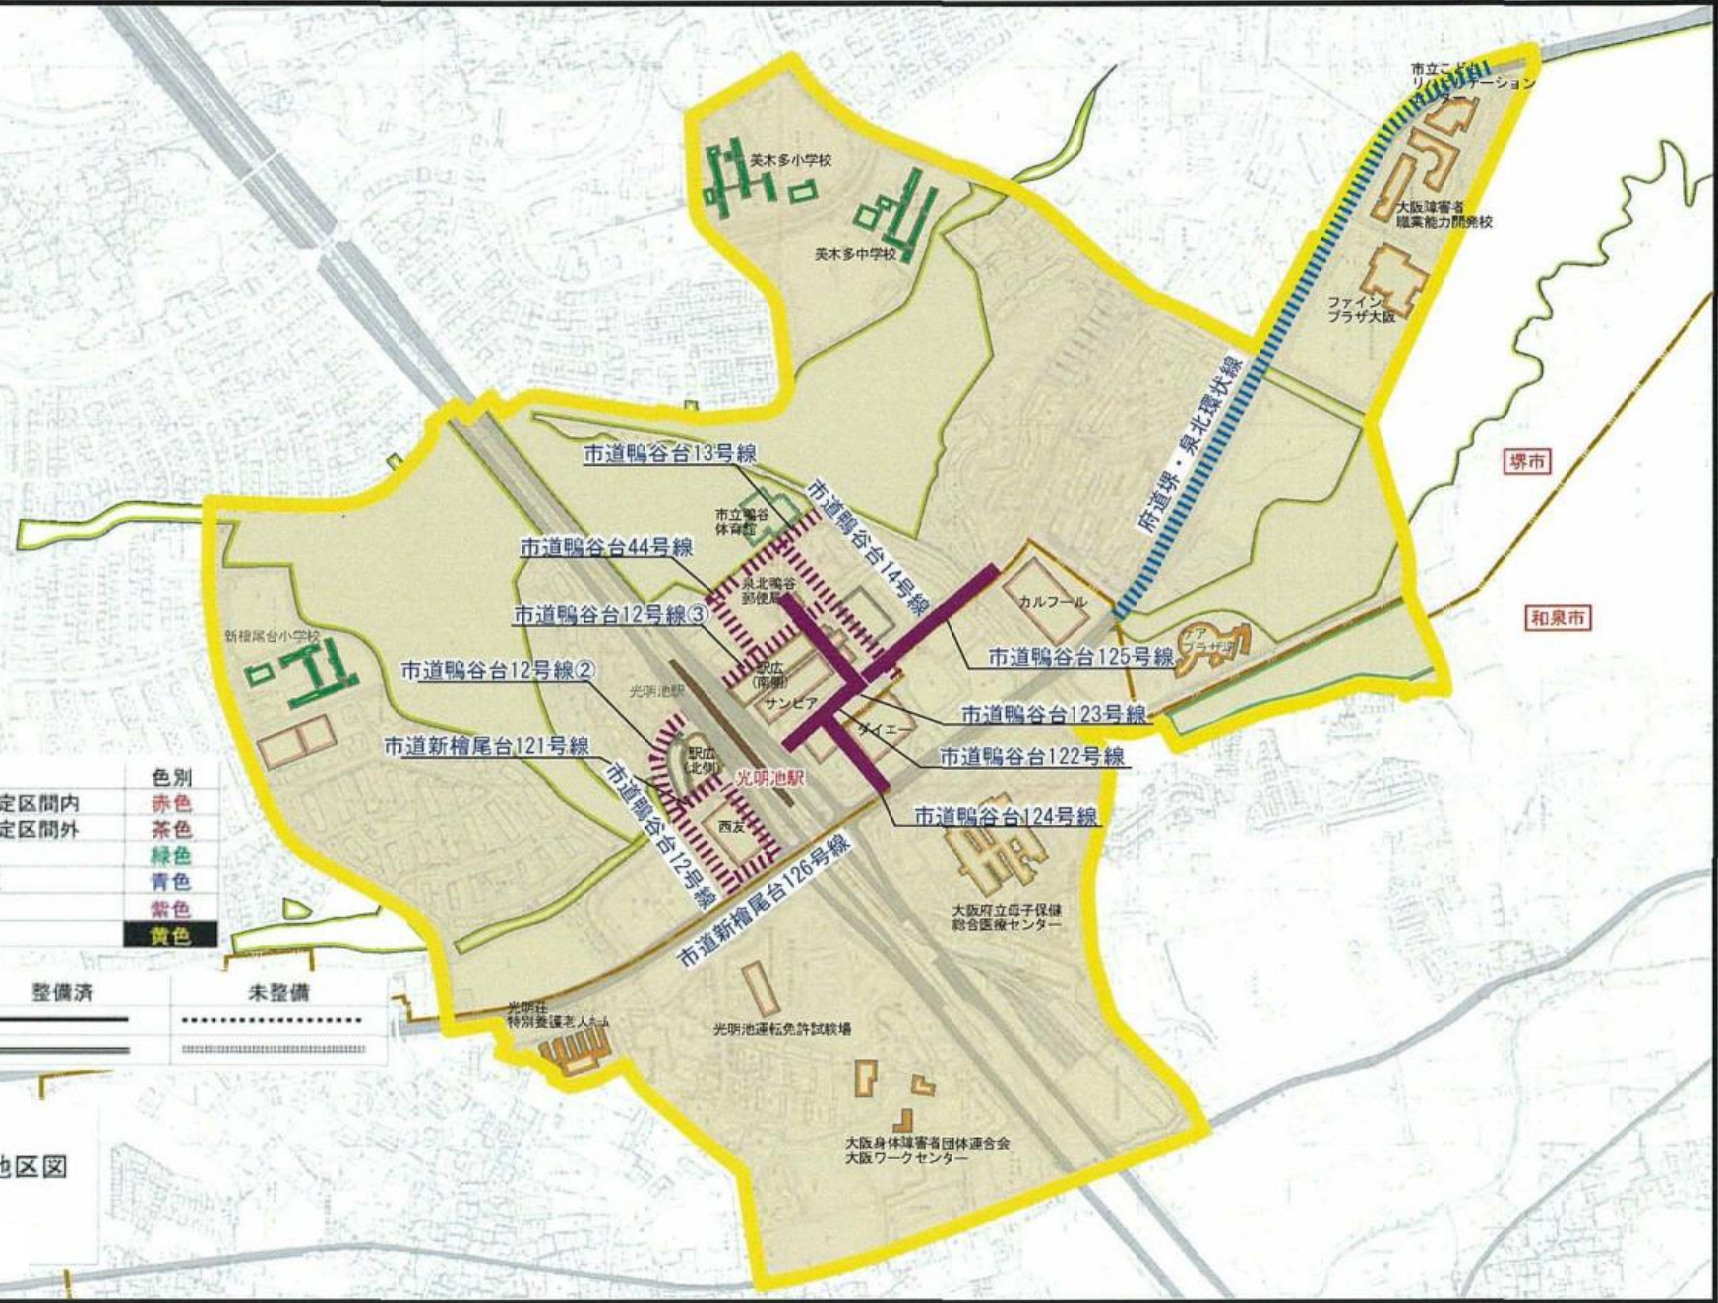 市立こども
リハビリテーション
センター
美木多小学校
美木多中学校
大阪障害者
職業能力開発校
ファイン
プラザ大阪
府道堺・泉北環状線
市道鴨谷台13号線
堺市
市立鴨谷
体育館
市道鴨谷台14号線
市道鴨谷台44号線
泉北鴨谷
郵便局
カルフール
市道鴨谷台12号線③
和泉市
新檜尾台小学校
ケア
プラザ
市道鴨谷台125号線
市道鴨谷台12号線②
光明池駅
駅広
(南側)
サンピア
市道鴨谷台123号線
ダイエー
市道新檜尾台121号線
駅広
(北側)
光明池駅
市道鴨谷台122号線
市道鴨谷台12号線
西友
市道鴨谷台124号線
市道新檜尾台126号線
大阪府立母子保健
総合医療センター
色別
定区間内
赤色
定区間外
茶色
緑色
青色
紫色
黄色
整備済
未整備
光明荘
特別養護老人ホーム
光明池運転免許試験場
大阪身体障害者団体連合会
大阪ワークセンター
地区図